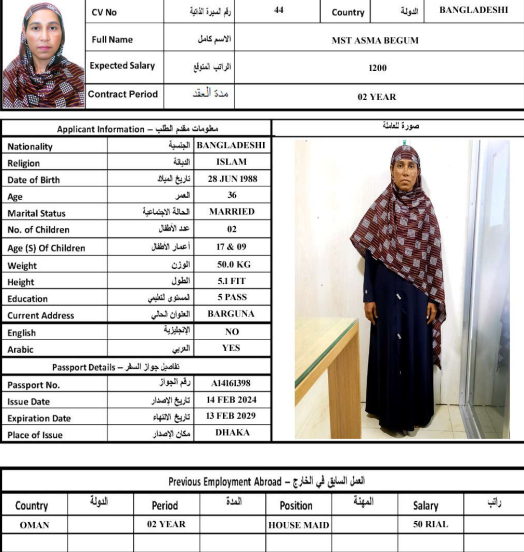 CV No رقم السيرة الذاتية 44 Country الدولة BANGLADESHI
Full Name الاسم كامل MST ASMA BEGUM
Expected Salary الراتب المتوقع 1200
Contract Period مدة العقد 02 YEAR
Applicant Information – معلومات مقدم الطلب
صورة للعاملة
Nationality الجنسية BANGLADESHI
Religion الديانة ISLAM
Date of Birth تاريخ الميلاد 28 JUN 1988
Age العمر 36
Marital Status الحالة الاجتماعية MARRIED
No. of Children عدد الأطفال 02
Age (S) Of Children أعمار الأطفال 17 & 09
Weight الوزن 50.0 KG
Height الطول 5.1 FIT
Education المستوى لتليمي 5 PASS
Current Address العنوان الحالي BARGUNA
English الإنجليزية NO
Arabic العربي YES
Passport Details – تفاصيل جواز السفر
Passport No. رقم الجواز A14161398
Issue Date تاريخ الإصدار 14 FEB 2024
Expiration Date تاريخ الانتهاء 13 FEB 2029
Place of Issue مكان الإصدار DHAKA
Previous Employment Abroad – العمل السابق في الخارج
Country الدولة Period المدة Position المهنة Salary راتب
OMAN 02 YEAR HOUSE MAID 50 RIAL